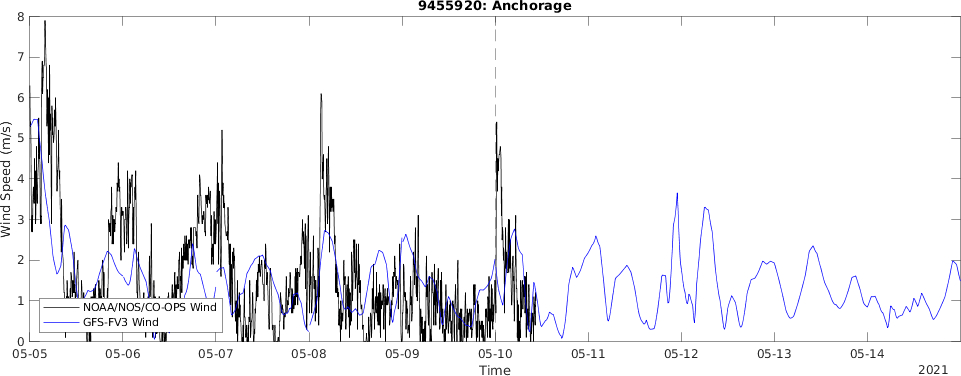 9455920: Anchorage
8
7
6
5
4
3
2
1
0
Wind Speed (m/s)
NOAA/NOS/CO-OPS Wind
GFS-FV3 Wind
05-05 05-06 05-07 05-08 05-09 05-10 05-11 05-12 05-13 05-14
Time
2021